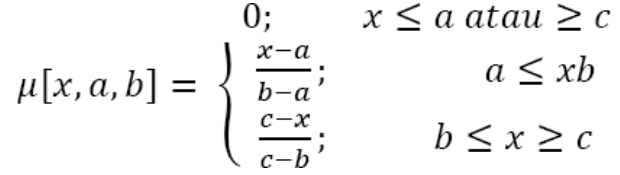 0; x ≤ a atau ≥ c
μ[x, a, b] = { (x−a)/(b−a); a ≤ xb
(c−x)/(c−b); b ≤ x ≥ c